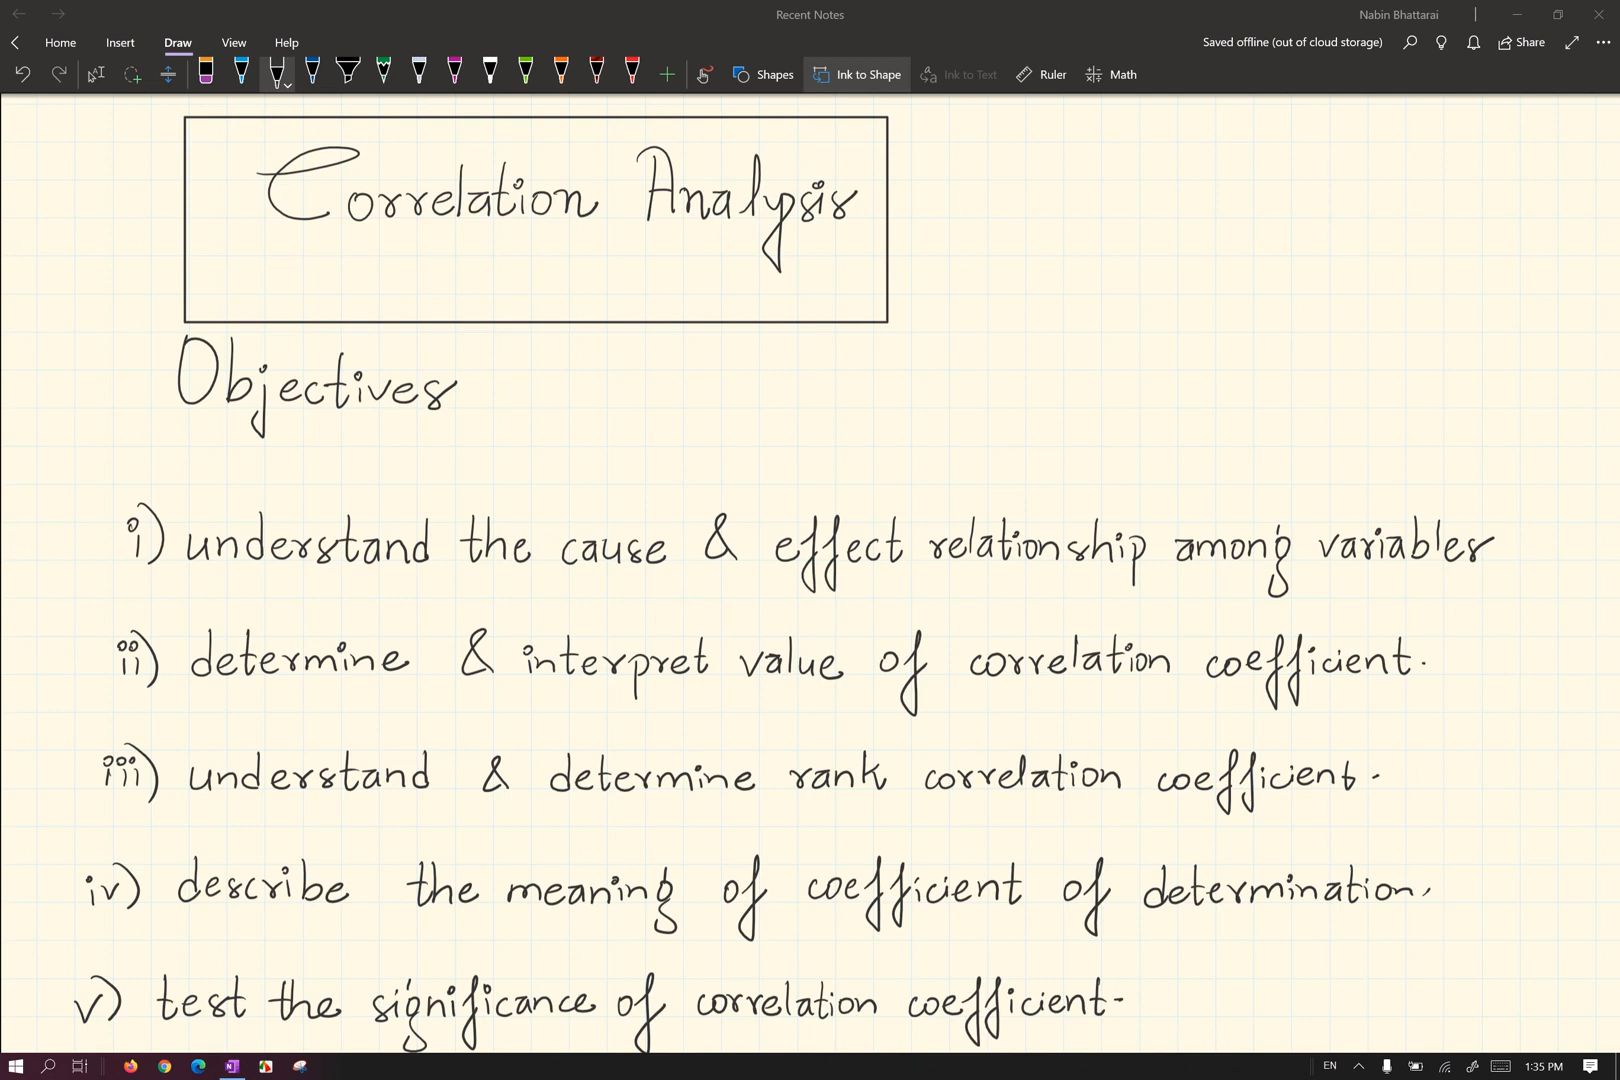 Recent Notes
Nabin Bhattarai
Home Insert Draw View Help
Saved offline (out of cloud storage)
Share
Shapes
Ink to Shape
Ink to Text
Ruler
Math
Correlation Analysis
Objectives
i) understand the cause & effect relationship among variables
ii) determine & interpret value of correlation coefficient.
iii) understand & determine rank correlation coefficient.
iv) describe the meaning of coefficient of determination.
v) test the significance of correlation coefficient.
EN
1:35 PM